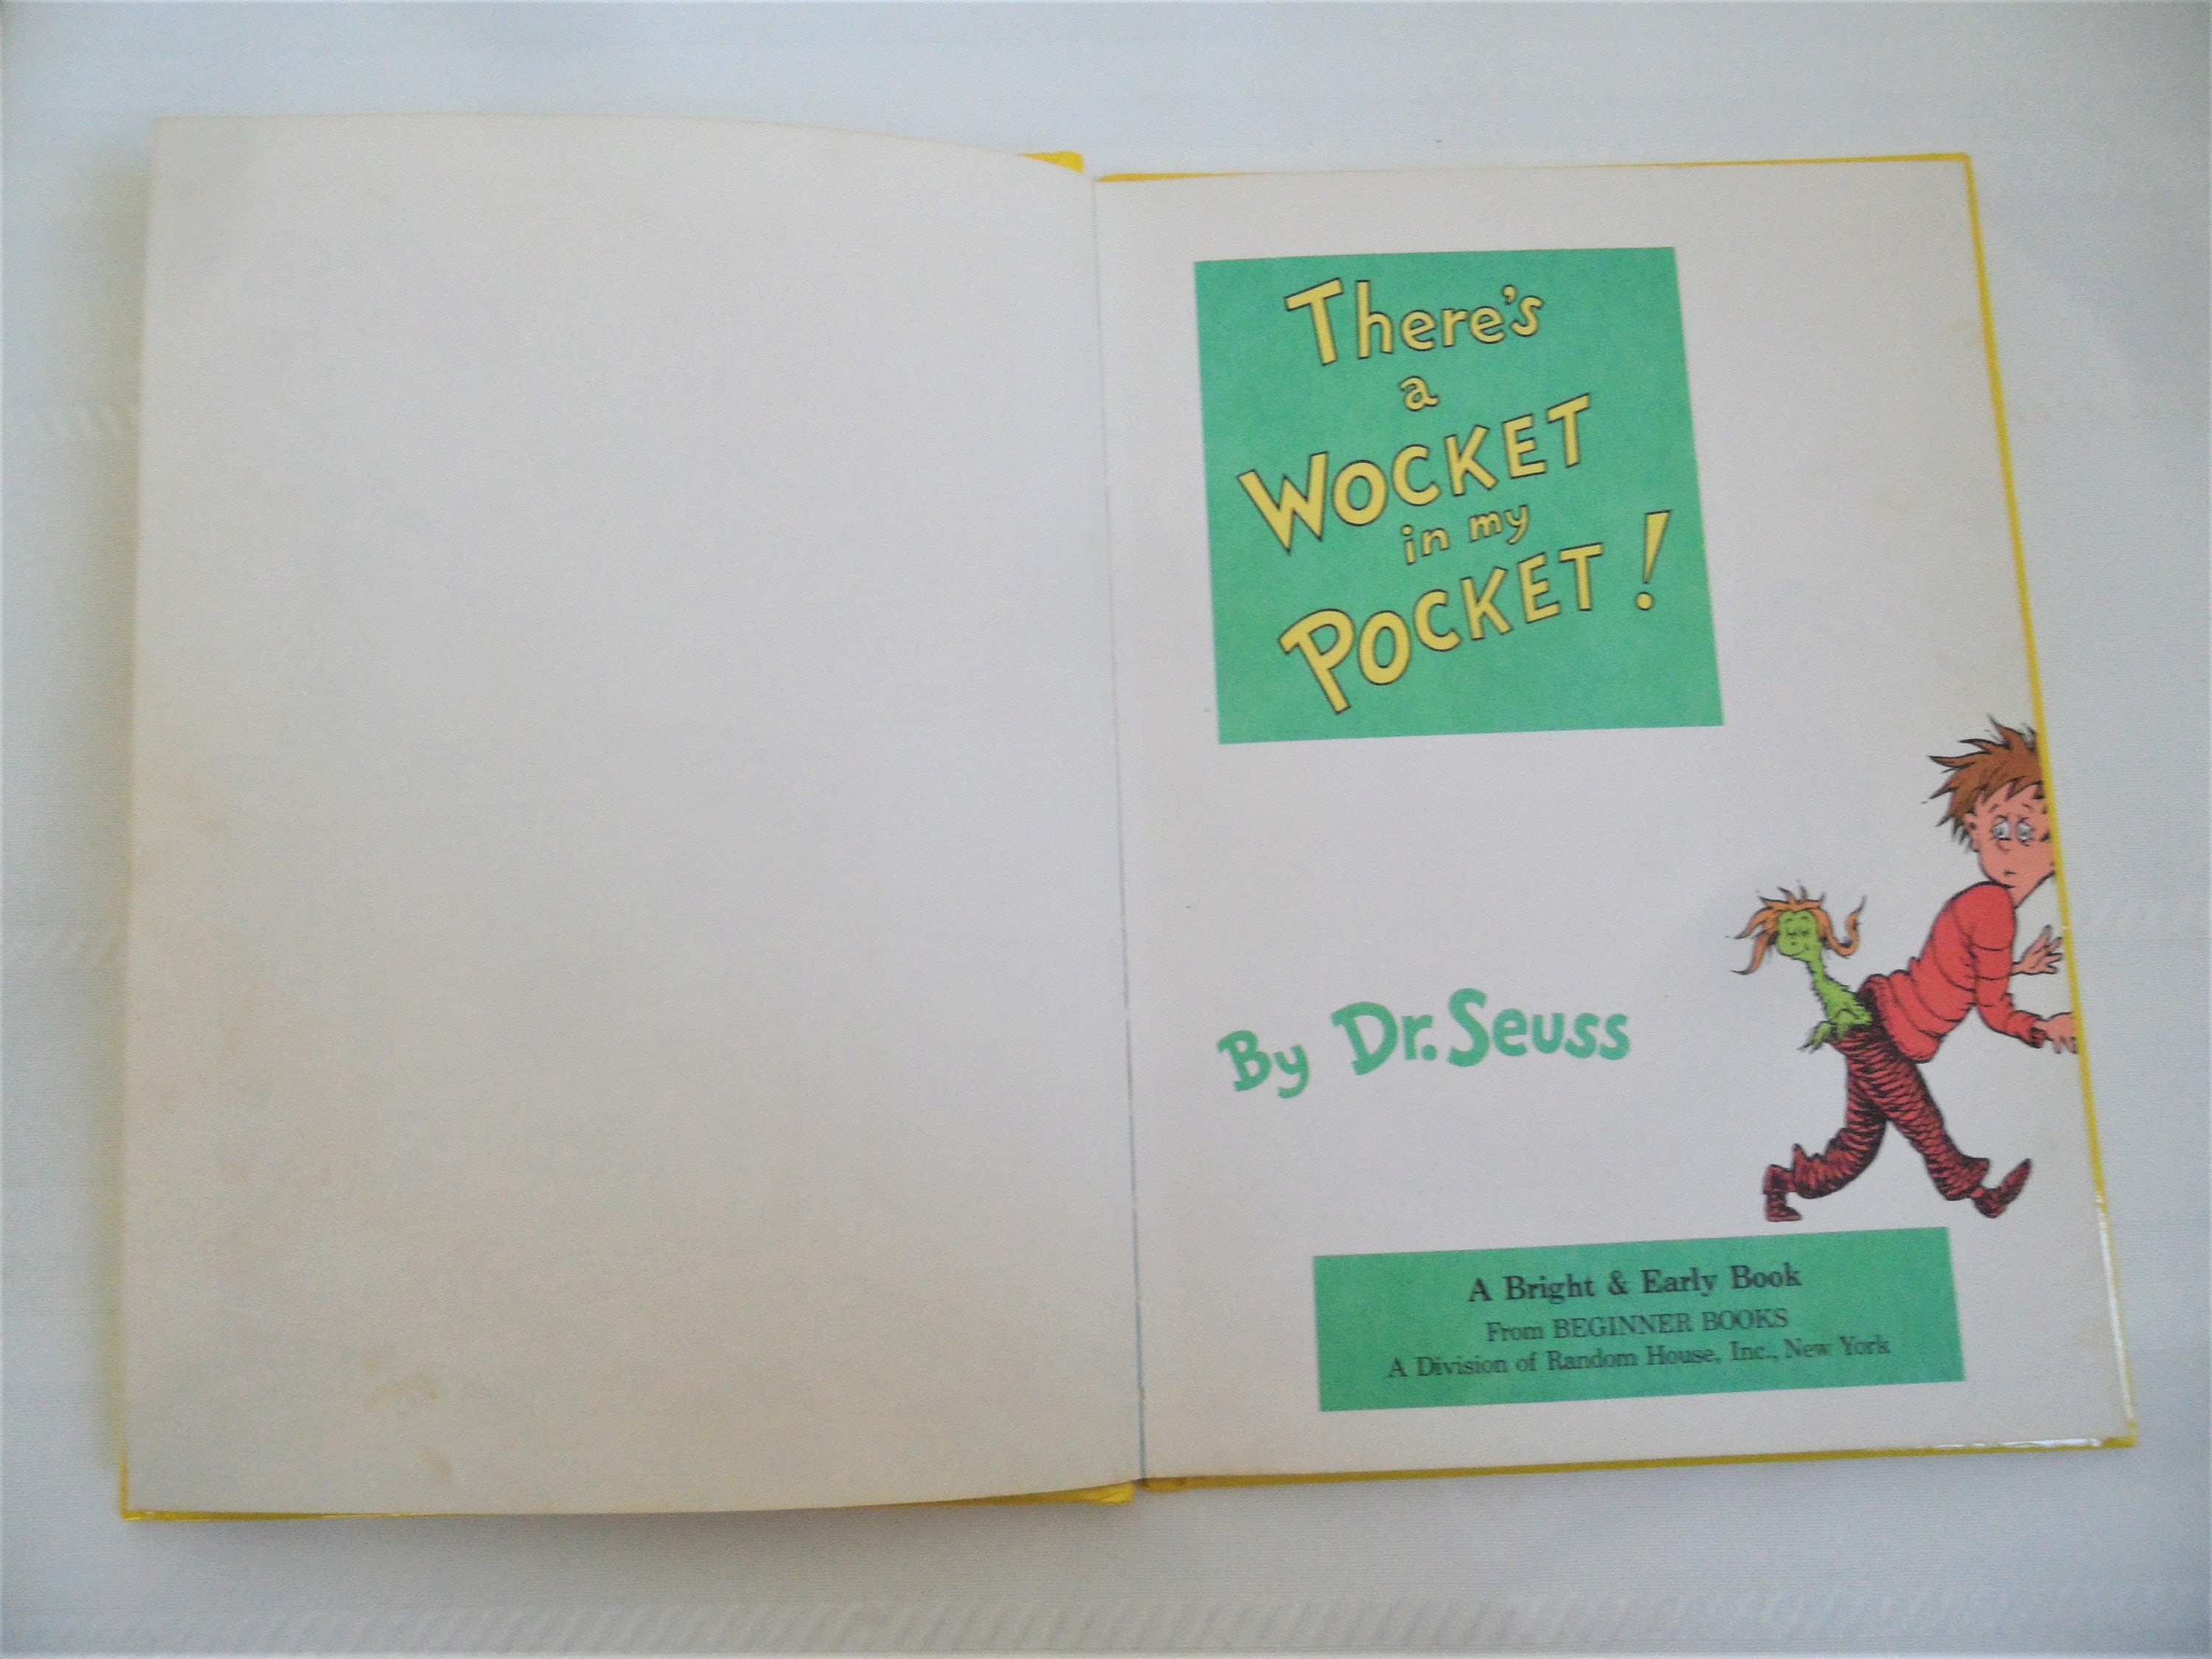 There's
a
WOCKET
in my
POCKET!
By Dr. Seuss
A Bright & Early Book
From BEGINNER BOOKS
A Division of Random House, Inc., New York